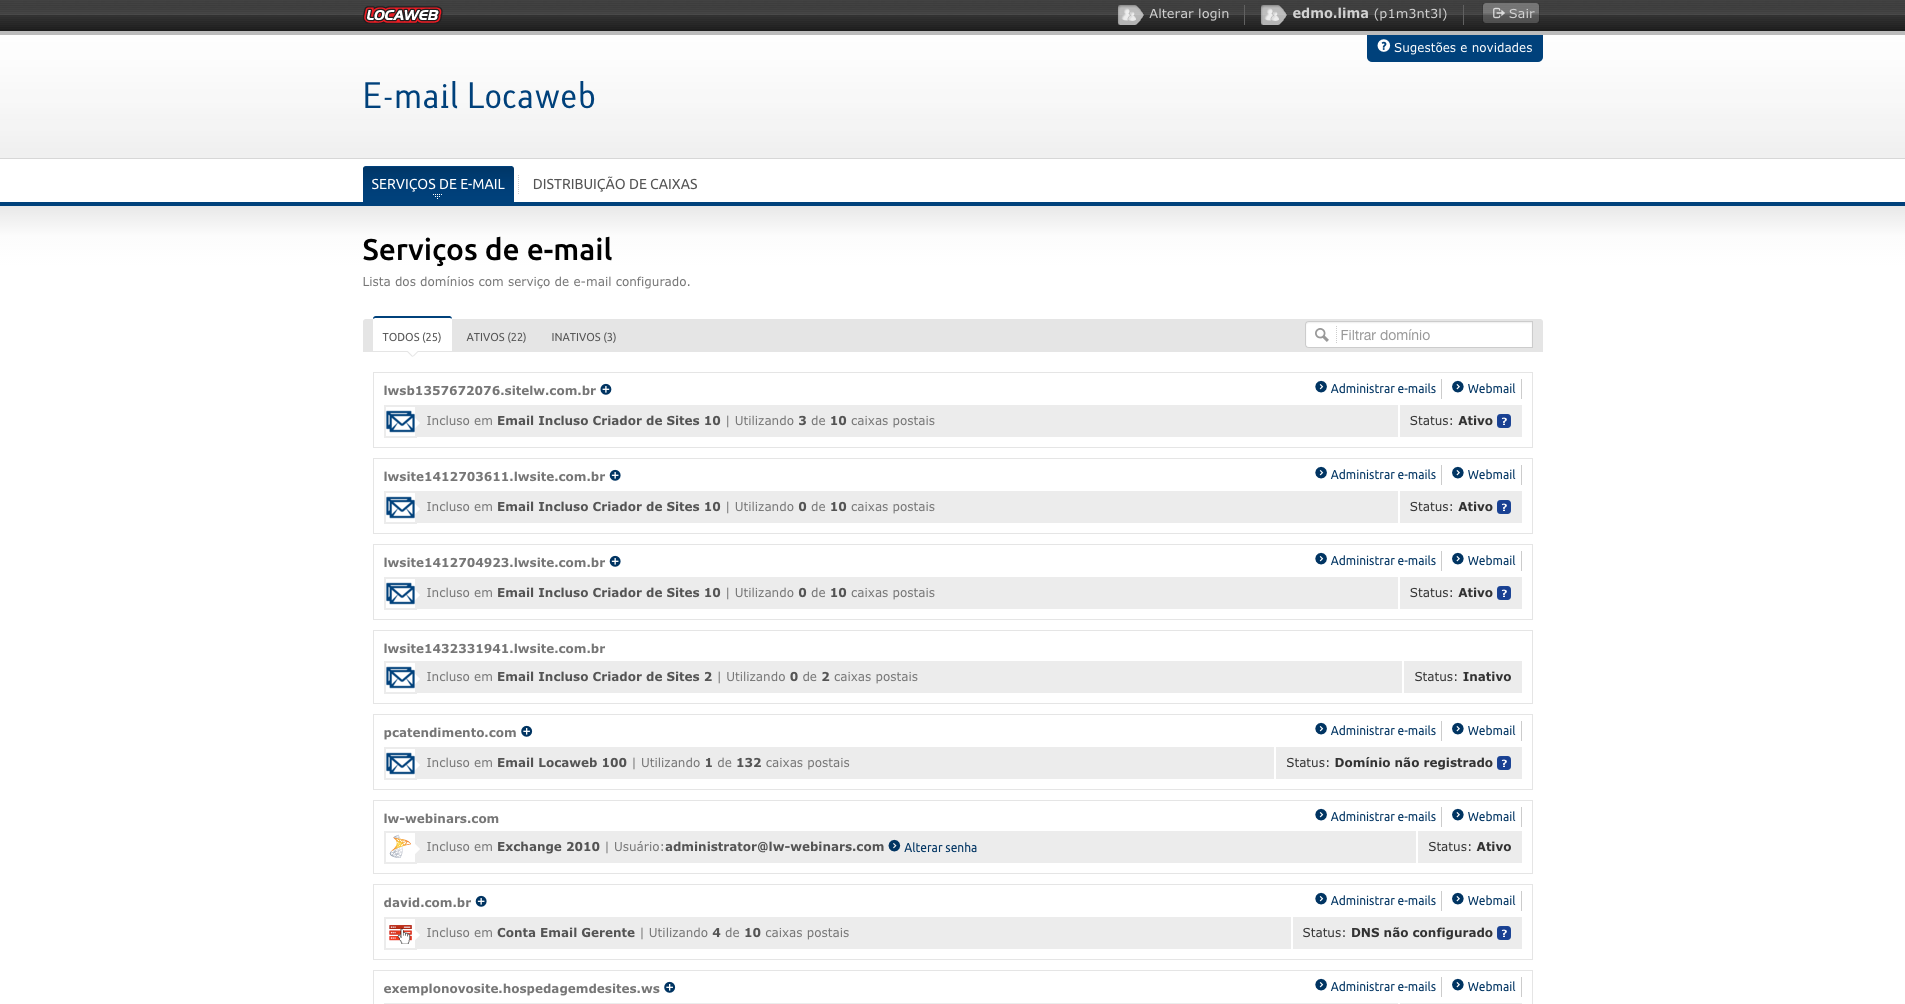 LOCAWEB Alterar login edmo.lima (p1m3nt3l) Sair
Sugestões e novidades
E-mail Locaweb
SERVIÇOS DE E-MAIL DISTRIBUIÇÃO DE CAIXAS
Serviços de e-mail
Lista dos domínios com serviço de e-mail configurado.
TODOS (25) ATIVOS (22) INATIVOS (3) Filtrar domínio
lwsb1357672076.sitelw.com.br Administrar e-mails Webmail
Incluso em Email Incluso Criador de Sites 10 | Utilizando 3 de 10 caixas postais Status: Ativo ?
lwsite1412703611.lwsite.com.br Administrar e-mails Webmail
Incluso em Email Incluso Criador de Sites 10 | Utilizando 0 de 10 caixas postais Status: Ativo ?
lwsite1412704923.lwsite.com.br Administrar e-mails Webmail
Incluso em Email Incluso Criador de Sites 10 | Utilizando 0 de 10 caixas postais Status: Ativo ?
lwsite1432331941.lwsite.com.br
Incluso em Email Incluso Criador de Sites 2 | Utilizando 0 de 2 caixas postais Status: Inativo
pcatendimento.com Administrar e-mails Webmail
Incluso em Email Locaweb 100 | Utilizando 1 de 132 caixas postais Status: Domínio não registrado ?
lw-webinars.com Administrar e-mails Webmail
Incluso em Exchange 2010 | Usuário:administrator@lw-webinars.com Alterar senha Status: Ativo
david.com.br Administrar e-mails Webmail
Incluso em Conta Email Gerente | Utilizando 4 de 10 caixas postais Status: DNS não configurado ?
exemplonovosite.hospedagemdesites.ws Administrar e-mails Webmail